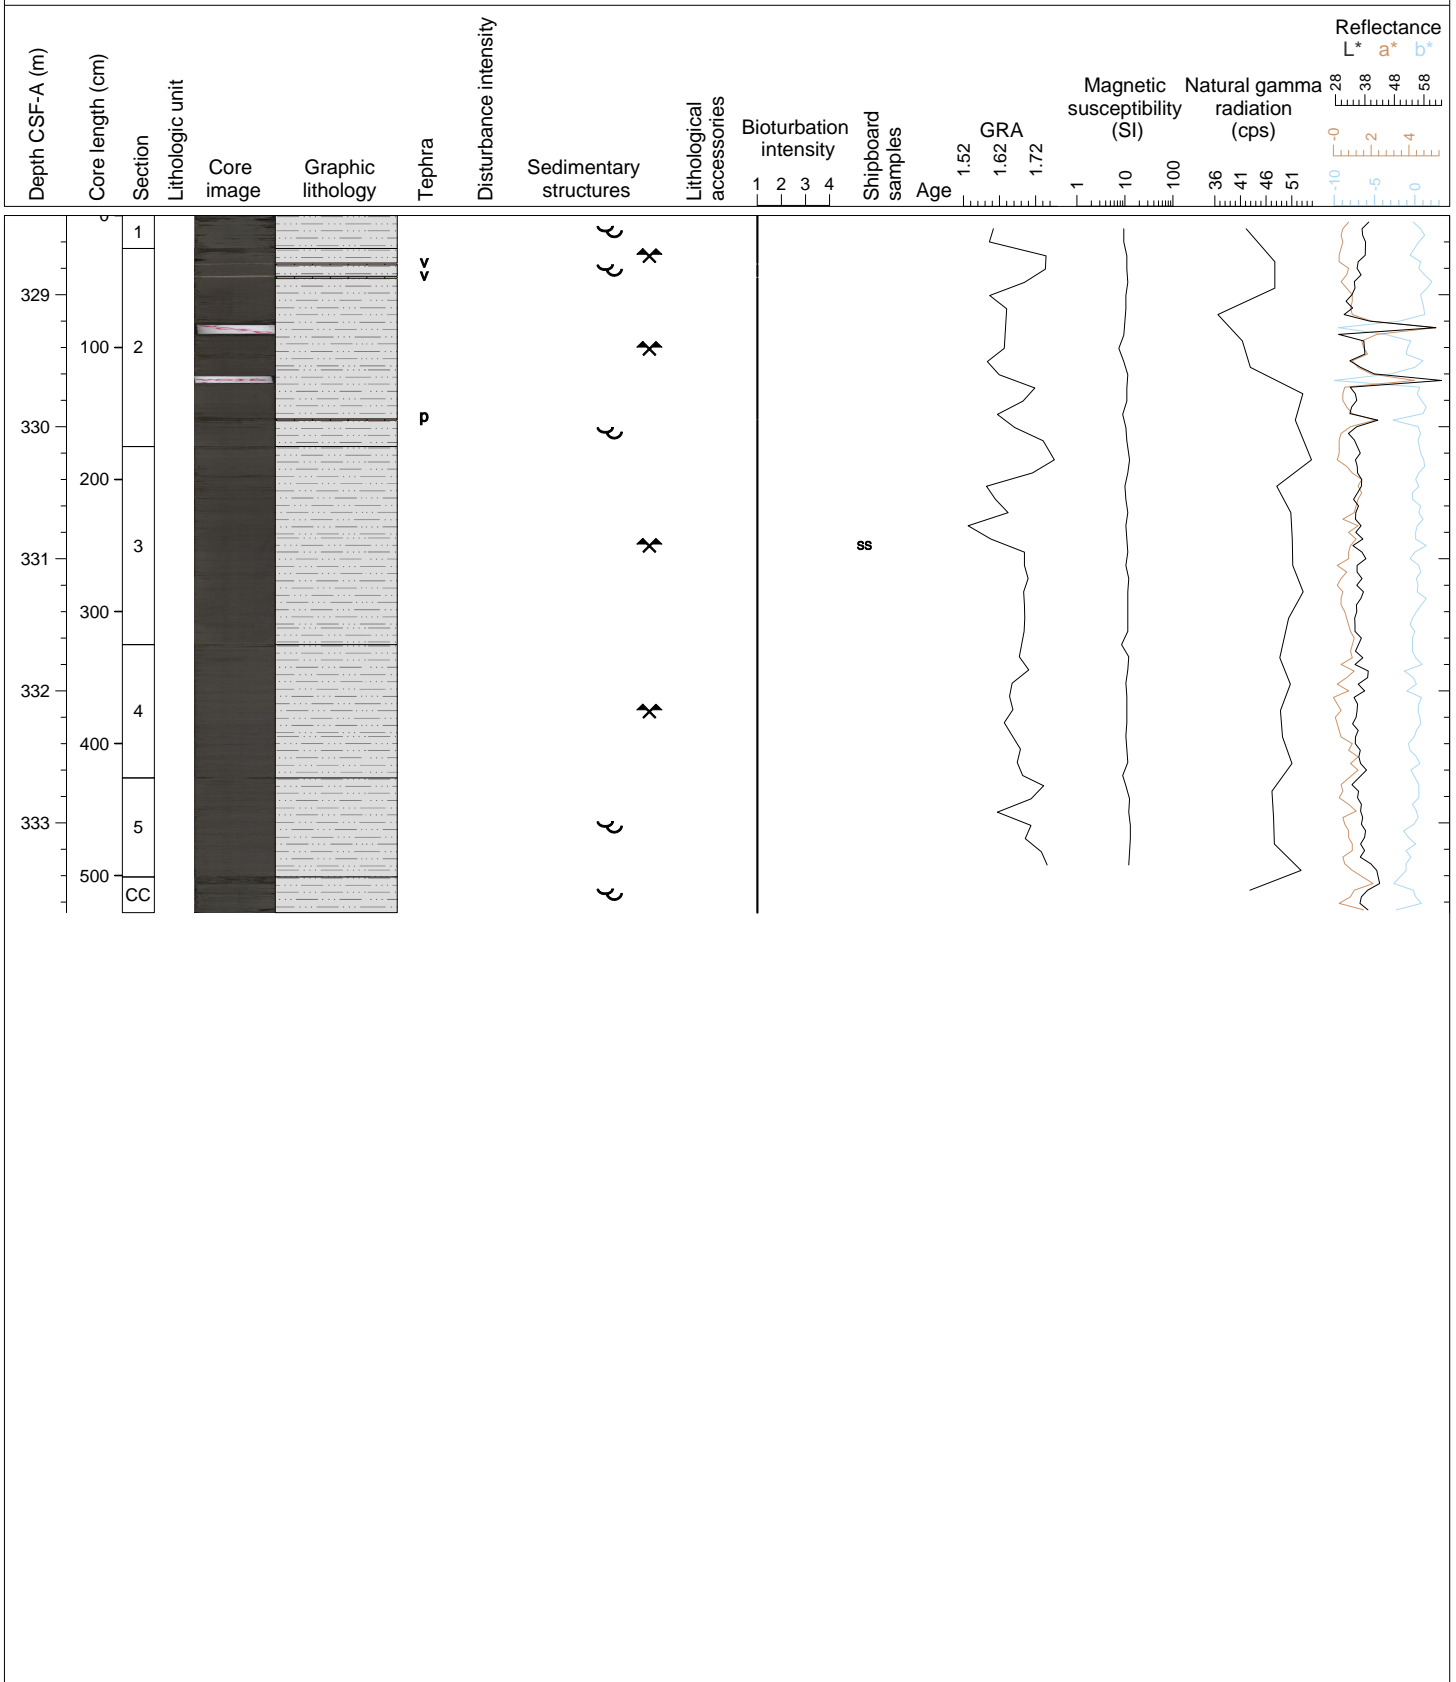 Depth CSF-A (m)
Core length (cm)
Section
Lithologic unit
Core
image
Graphic
lithology
Tephra
Disturbance intensity
Sedimentary
structures
Lithological
accessories
Bioturbation
intensity
1 2 3 4
Shipboard
samples
Age
GRA
1.52 1.62 1.72
Magnetic
susceptibility
(SI)
1 10 100
Natural gamma
radiation
(cps)
36 41 46 51
Reflectance
L* a* b*
28 38 48 58
-0 2 4
-10 -5 0
0
1
v
v
329
100
2
p
330
200
3
ss
331
300
332
4
400
333
5
500
CC